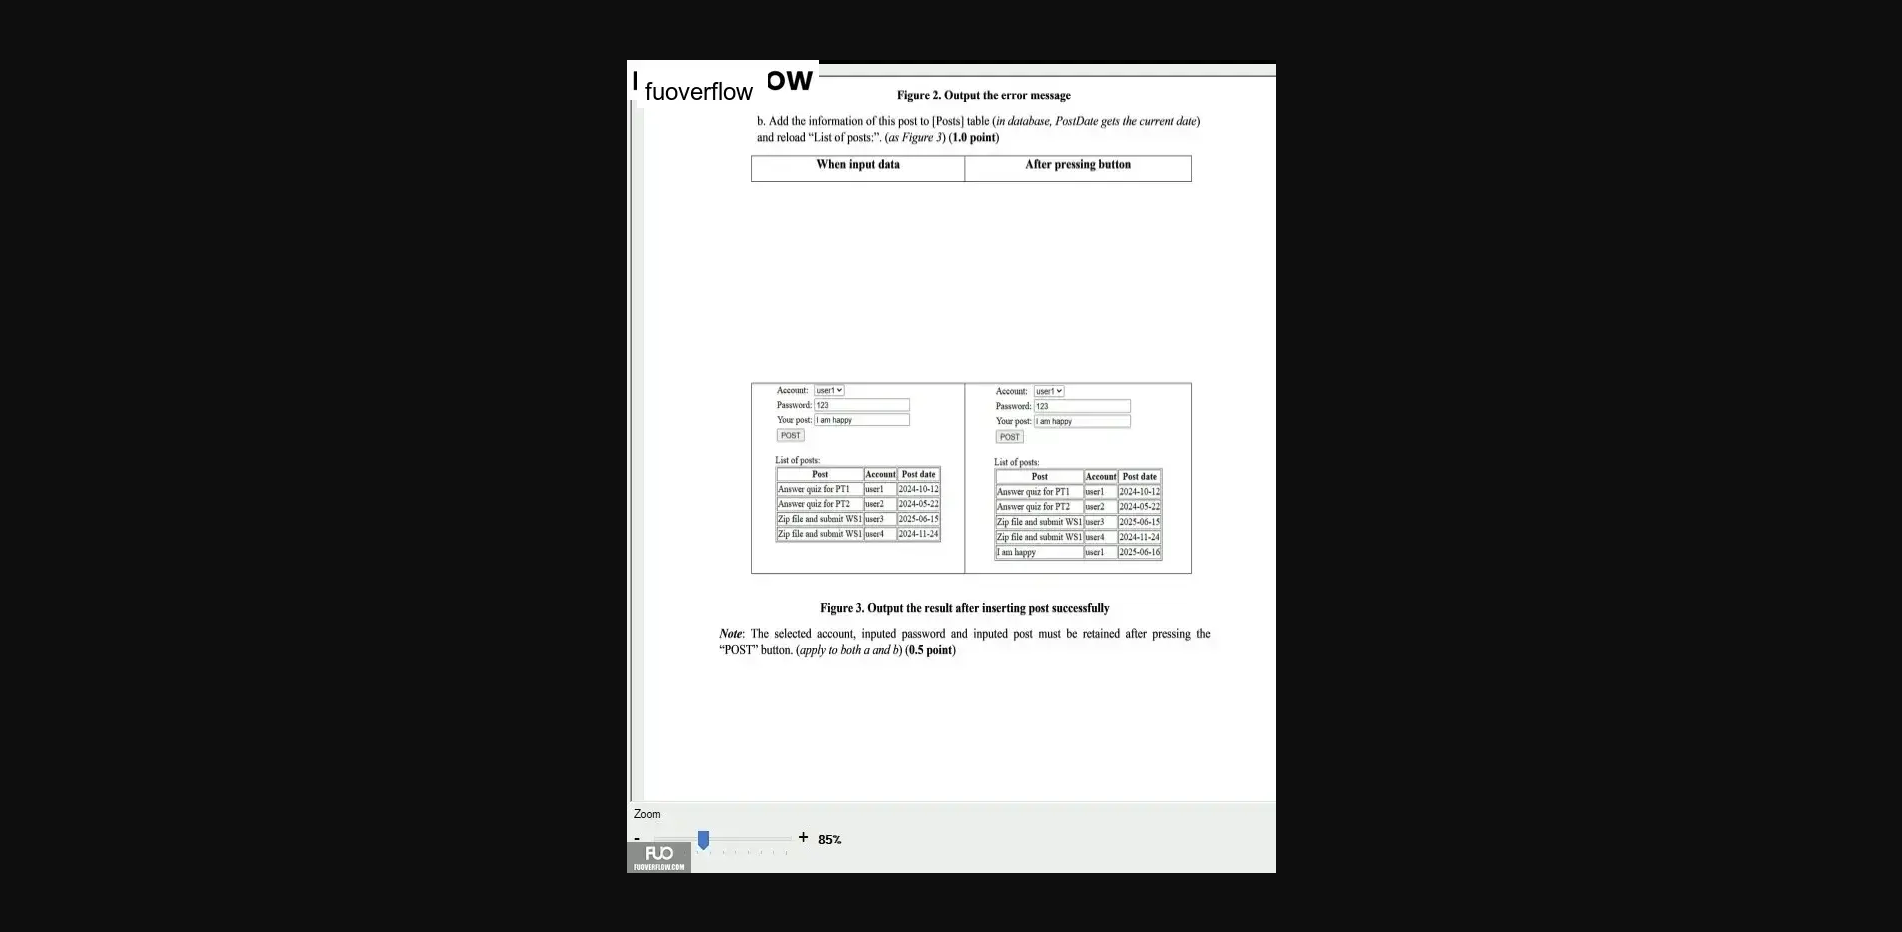 ow
fuoverflow
Figure 2. Output the error message
b. Add the information of this post to [Posts] table (in database, PostDate gets the current date)
and reload “List of posts:”. (as Figure 3) (1.0 point)
When input data After pressing button
Account: user1
Password: 123
Your post: I am happy
POST
List of posts:
Post Account Post date
Answer quiz for PT1 user1 2024-10-12
Answer quiz for PT2 user2 2024-05-22
Zip file and submit WS1 user3 2025-06-15
Zip file and submit WS1 user4 2024-11-24
Account: user1
Password: 123
Your post: I am happy
POST
List of posts:
Post Account Post date
Answer quiz for PT1 user1 2024-10-12
Answer quiz for PT2 user2 2024-05-22
Zip file and submit WS1 user3 2025-06-15
Zip file and submit WS1 user4 2024-11-24
I am happy user1 2025-06-16
Figure 3. Output the result after inserting post successfully
Note: The selected account, inputed password and inputed post must be retained after pressing the
“POST” button. (apply to both a and b) (0.5 point)
Zoom
- + 85%
FUO
FUOVERFLOW.COM